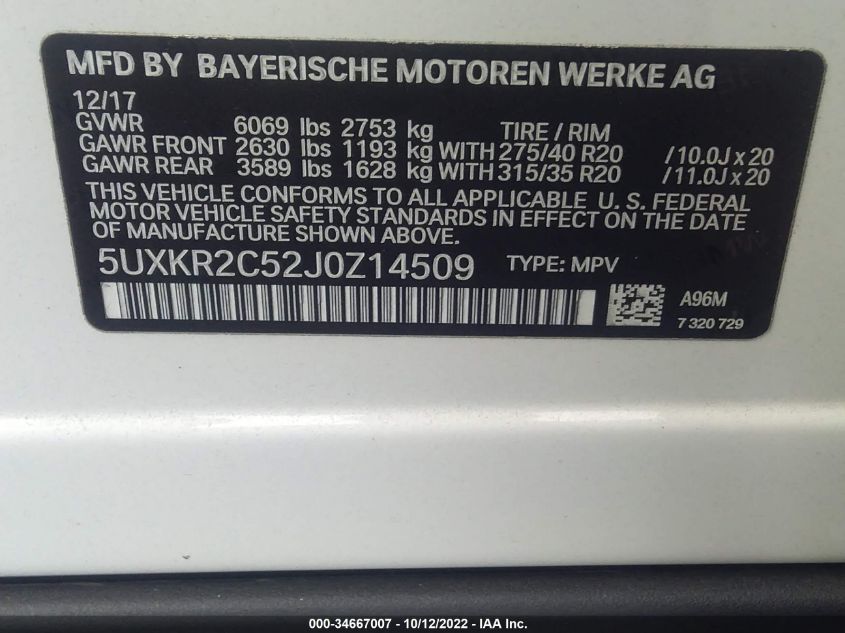 MFD BY BAYERISCHE MOTOREN WERKE AG
12/17
GVWR 6069 lbs 2753 kg TIRE / RIM
GAWR FRONT 2630 lbs 1193 kg WITH 275/40 R20 /10.0J x 20
GAWR REAR 3589 lbs 1628 kg WITH 315/35 R20 /11.0J x 20
THIS VEHICLE CONFORMS TO ALL APPLICABLE U. S. FEDERAL
MOTOR VEHICLE SAFETY STANDARDS IN EFFECT ON THE DATE
OF MANUFACTURE SHOWN ABOVE.
5UXKR2C52J0Z14509 TYPE: MPV
A96M
7 320 729
000-34667007 - 10/12/2022 - IAA Inc.